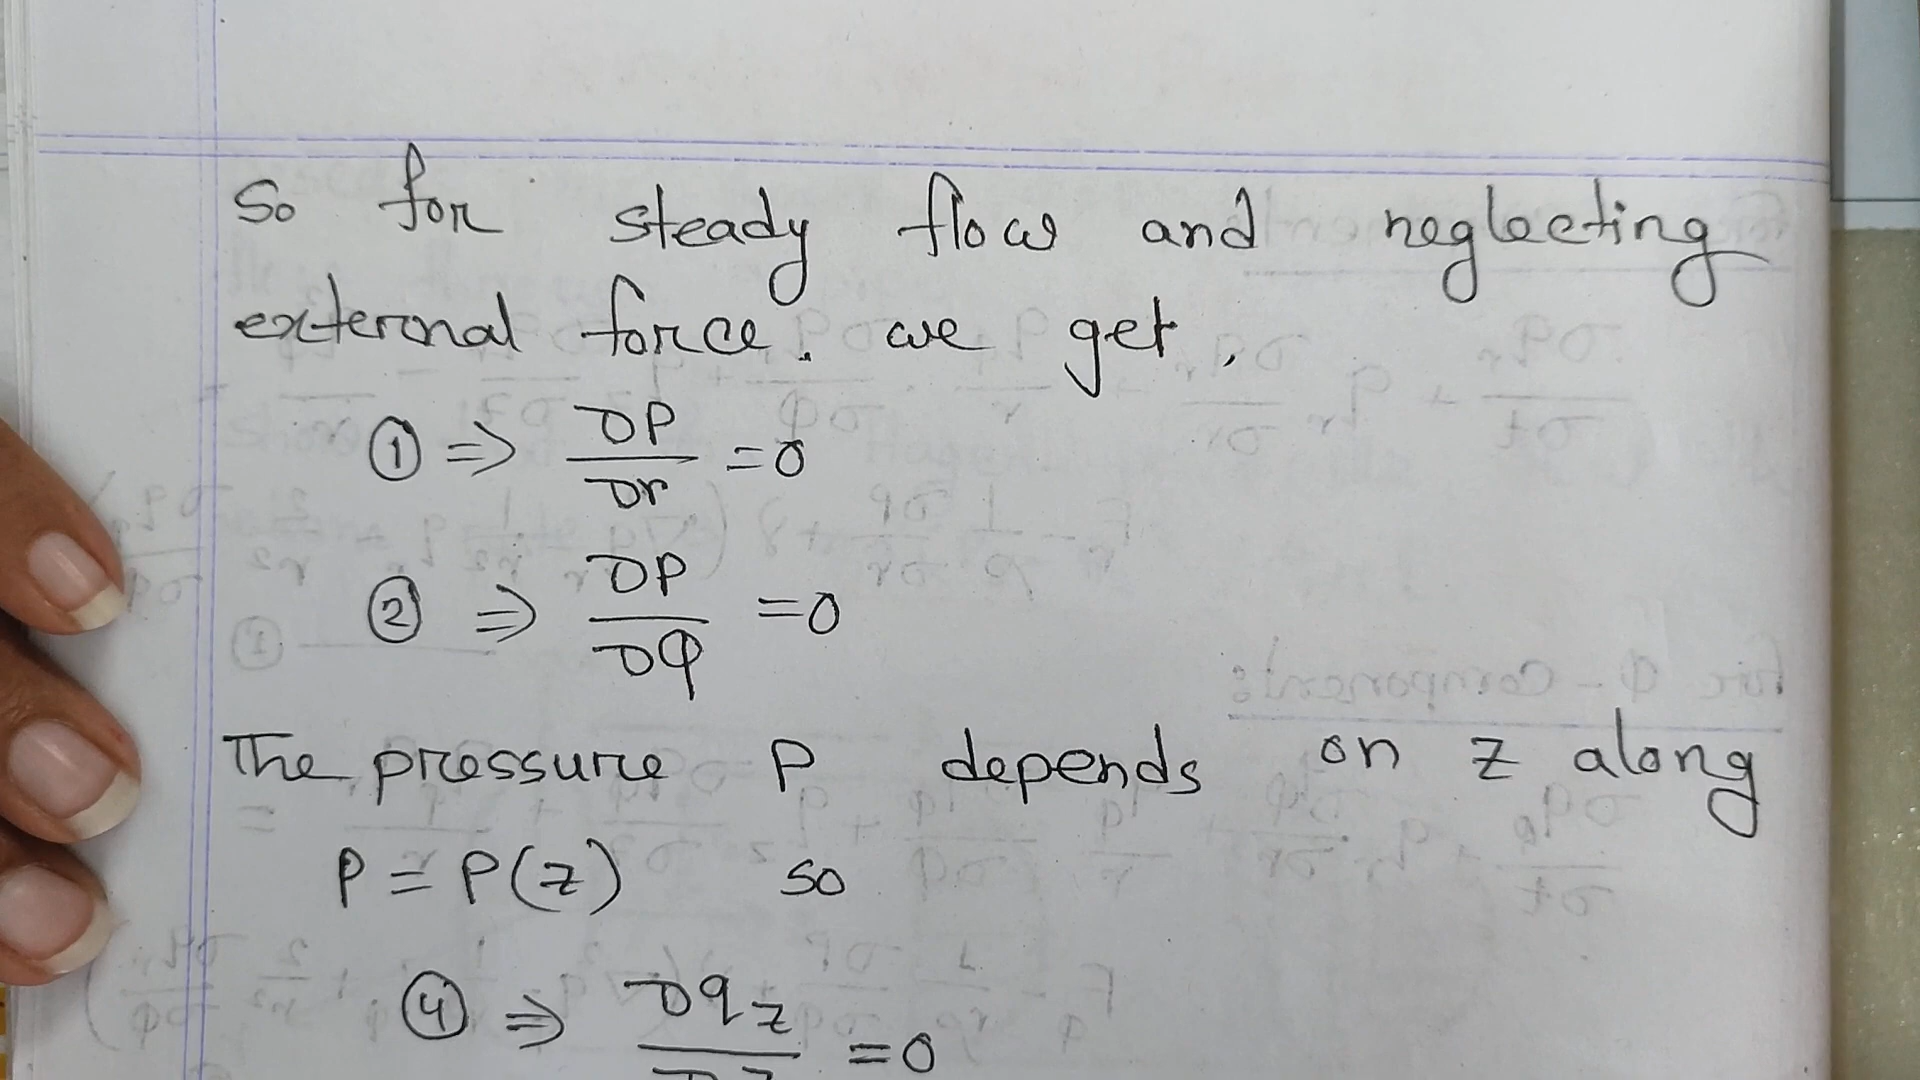 So for steady flow and neglecting
external force. we get,
① ⇒ ∂P/∂r = 0
② ⇒ ∂P/∂φ = 0
The pressure P depends on z along
P = P(z) so
④ ⇒ ∂q_z/∂z = 0